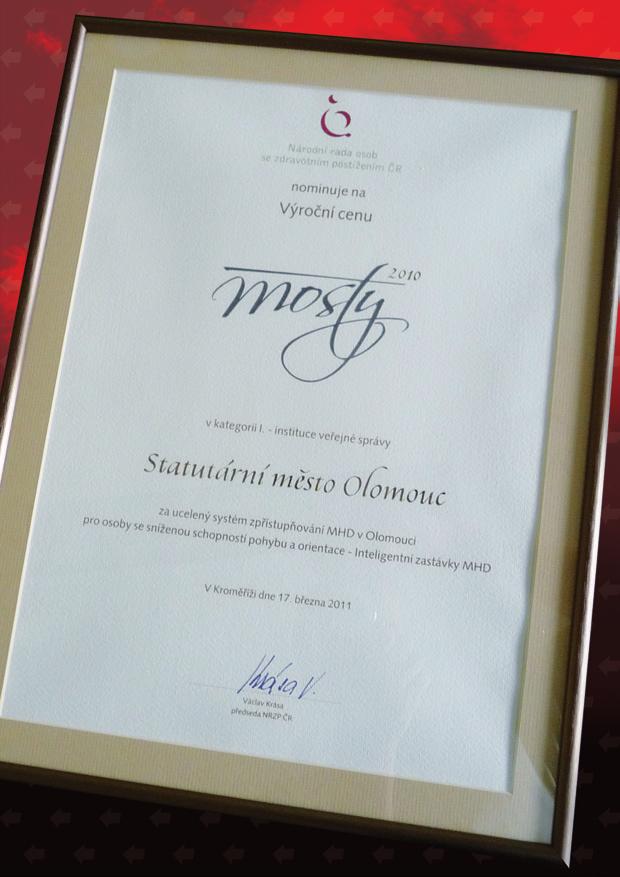 Národní rada osob
se zdravotním postižením ČR
nominuje na
Výroční cenu
mosty 2010
v kategorii I. - instituce veřejné správy
Statutární město Olomouc
za ucelený systém zpřístupňování MHD v Olomouci
pro osoby se sníženou schopností pohybu a orientace - Inteligentní zastávky MHD
V Kroměříži dne 17. března 2011
Krása V.
Václav Krása
předseda NRZP ČR